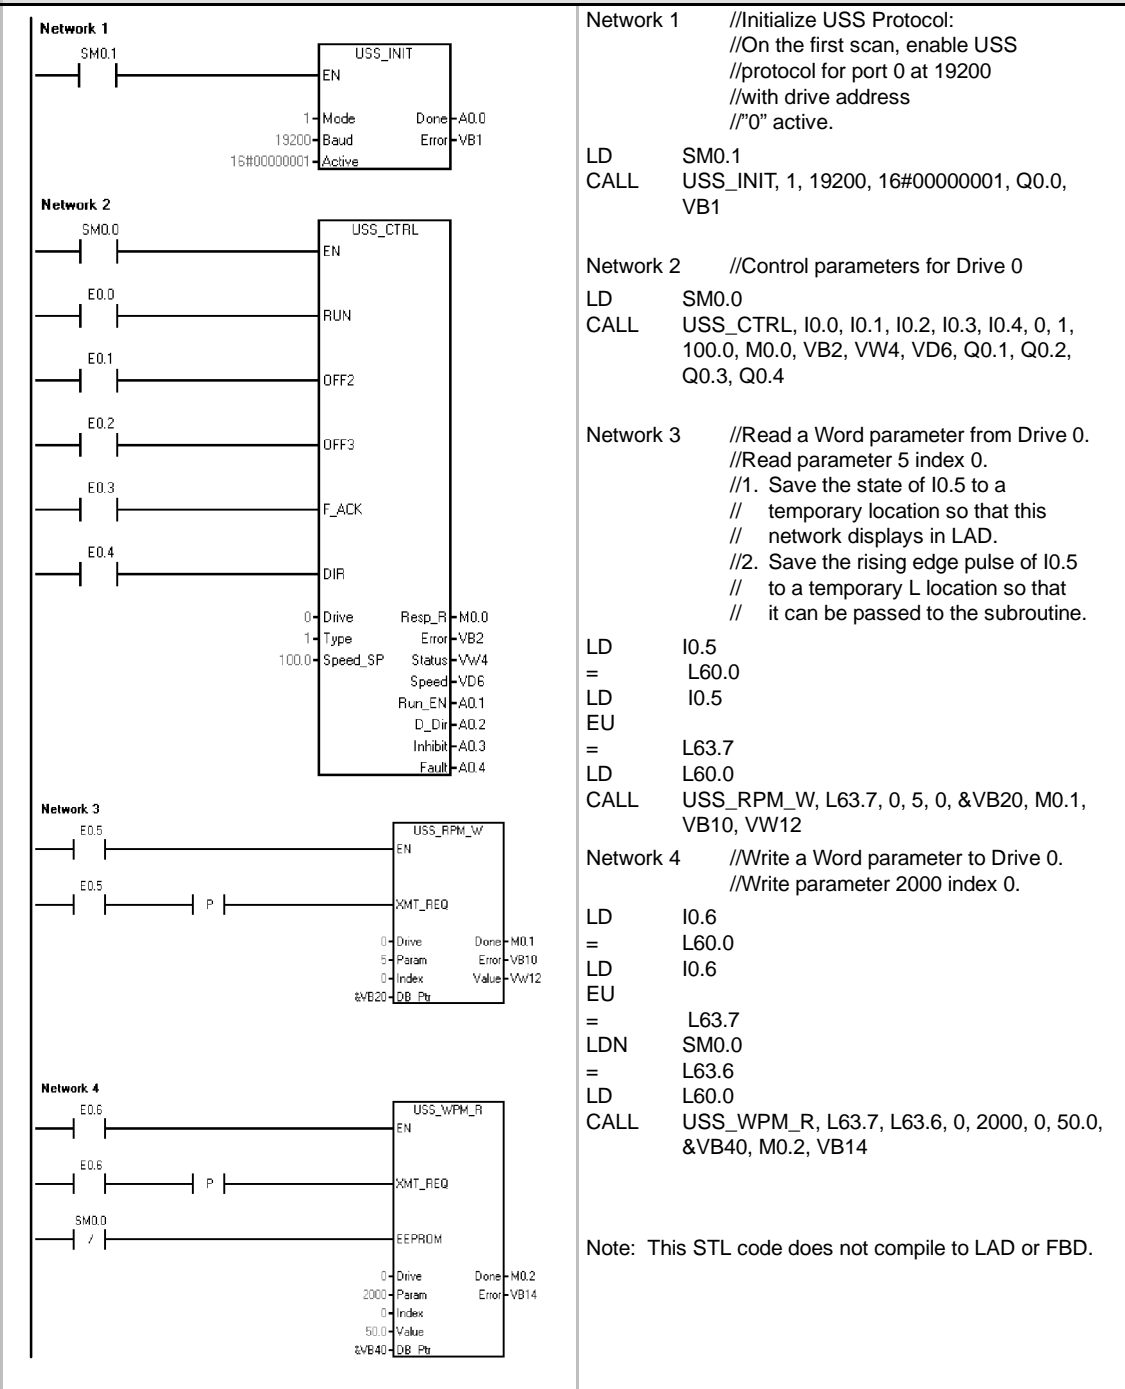 Network 1
SM0.1
USS_INIT
EN
1 Mode Done A0.0
19200 Baud Error VB1
16#00000001 Active
Network 2
SM0.0
USS_CTRL
EN
E0.0
RUN
E0.1
OFF2
E0.2
OFF3
E0.3
F_ACK
E0.4
DIR
0 Drive Resp_R M0.0
1 Type Error VB2
100.0 Speed_SP Status VW4
Speed VD6
Run_EN A0.1
D_Dir A0.2
Inhibit A0.3
Fault A0.4
Network 3
E0.5
USS_RPM_W
EN
E0.5
P
XMT_REQ
0 Drive Done M0.1
5 Param Error VB10
0 Index Value VW12
&VB20 DB_Ptr
Network 4
E0.6
USS_WPM_R
EN
E0.6
P
XMT_REQ
SM0.0
/
EEPROM
0 Drive Done M0.2
2000 Param Error VB14
0 Index
50.0 Value
&VB40 DB_Ptr
Network 1 //Initialize USS Protocol:
//On the first scan, enable USS
//protocol for port 0 at 19200
//with drive address
//”0” active.
LD SM0.1
CALL USS_INIT, 1, 19200, 16#00000001, Q0.0,
VB1
Network 2 //Control parameters for Drive 0
LD SM0.0
CALL USS_CTRL, I0.0, I0.1, I0.2, I0.3, I0.4, 0, 1,
100.0, M0.0, VB2, VW4, VD6, Q0.1, Q0.2,
Q0.3, Q0.4
Network 3 //Read a Word parameter from Drive 0.
//Read parameter 5 index 0.
//1. Save the state of I0.5 to a
// temporary location so that this
// network displays in LAD.
//2. Save the rising edge pulse of I0.5
// to a temporary L location so that
// it can be passed to the subroutine.
LD I0.5
= L60.0
LD I0.5
EU
= L63.7
LD L60.0
CALL USS_RPM_W, L63.7, 0, 5, 0, &VB20, M0.1,
VB10, VW12
Network 4 //Write a Word parameter to Drive 0.
//Write parameter 2000 index 0.
LD I0.6
= L60.0
LD I0.6
EU
= L63.7
LDN SM0.0
= L63.6
LD L60.0
CALL USS_WPM_R, L63.7, L63.6, 0, 2000, 0, 50.0,
&VB40, M0.2, VB14
Note: This STL code does not compile to LAD or FBD.